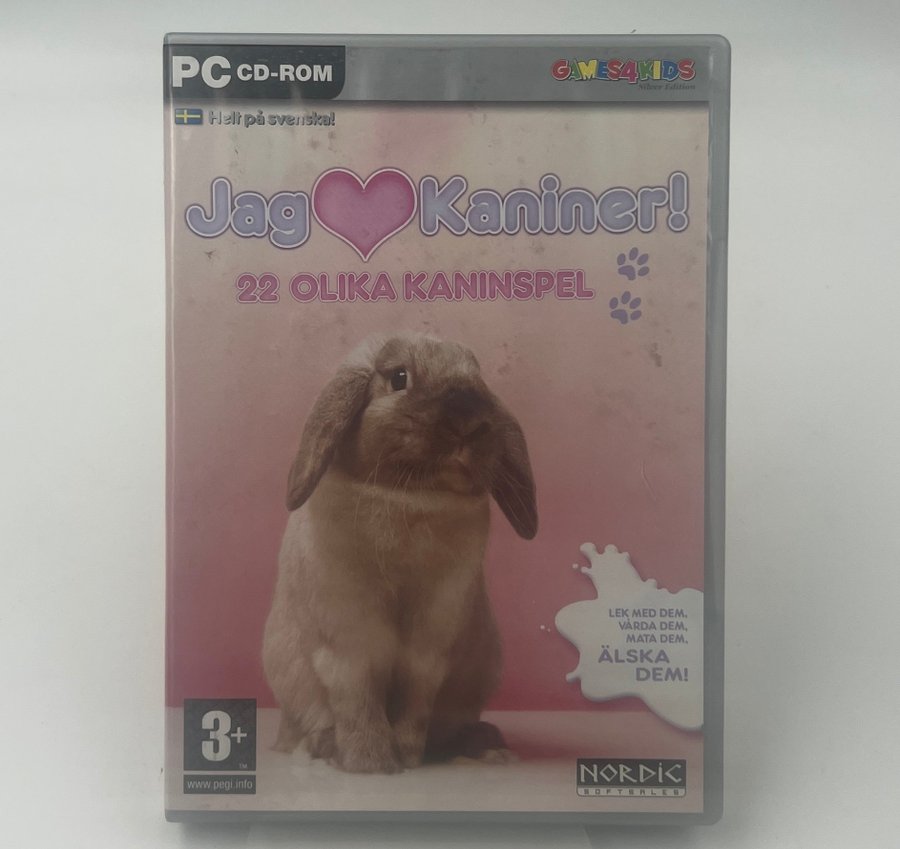 PC CD-ROM
GAMES4KIDS
Silver Edition
Helt på svenska!
Jag Kaniner!
22 OLIKA KANINSPEL
LEK MED DEM,
VÅRDA DEM,
MATA DEM,
ÄLSKA
DEM!
3+
TM
www.pegi.info
NORDIC
SOFTSALES